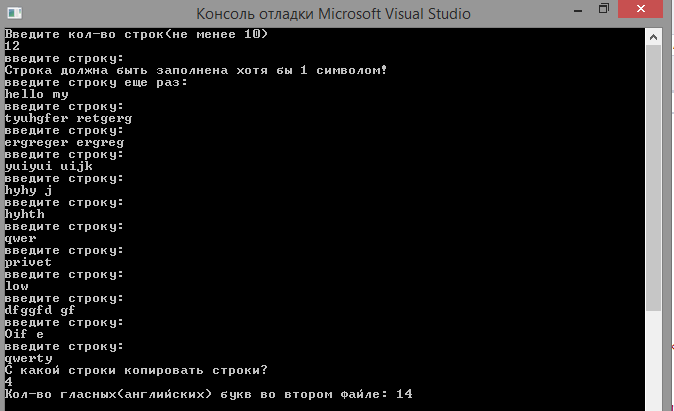 Консоль отладки Microsoft Visual Studio
Введите кол-во строк(не менее 10)
12
введите строку:
Строка должна быть заполнена хотя бы 1 символом!
введите строку еще раз:
hello my
введите строку:
tyuhgfer retgerg
введите строку:
ergreger ergreg
введите строку:
yuiyui uijk
введите строку:
hyhy j
введите строку:
hyhth
введите строку:
qwer
введите строку:
privet
введите строку:
low
введите строку:
dfggfd gf
введите строку:
Oif e
введите строку:
qwerty
С какой строки копировать строки?
4
Кол-во гласных(английских) букв во втором файле: 14